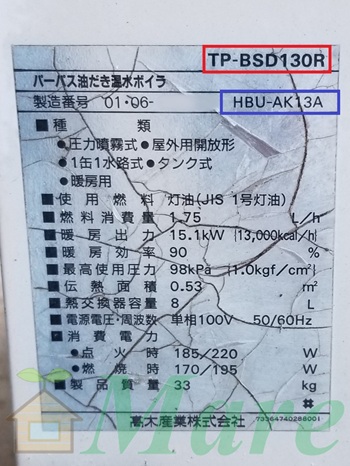 TP-BSD130R
パーパス油だき温水ボイラ
製造番号 01・06- HBU-AK13A
■種類
●圧力噴霧式●屋外用開放形
●1缶1水路式●タンク式
●暖房用
■使用燃料 灯油(JIS 1号灯油)
■燃料消費量 1.75 L/h
■暖房出力 15.1kW (13,000kcal/h)
■暖房効率 90 %
■最高使用圧力 98kPa (1.0kgf/cm²)
■伝熱面積 0.53 m²
■熱交換器容量 8 L
■電源電圧・周波数 単相100V 50/60Hz
■消費電力
●点火時 185/220 W
●燃焼時 170/195 W
■製品質量 33 kg
高木産業株式会社
Mare